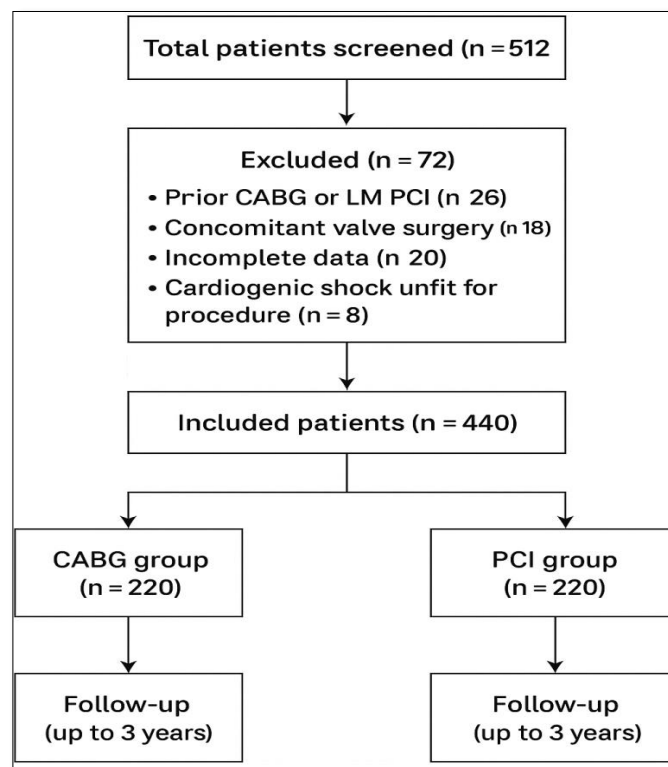 Total patients screened (n = 512
Excluded (n = 72)
• Prior CABG or LM PCI (n 26)
• Concomitant valve surgery (n 18)
• Incomplete data (n 20)
• Cardiogenic shock unfit for
procedure (n = 8)
Included patients (n = 440)
CABG group
(n = 220)
PCI group
(n = 220)
Follow-up
(up to 3 years)
Follow-up
(up to 3 years)